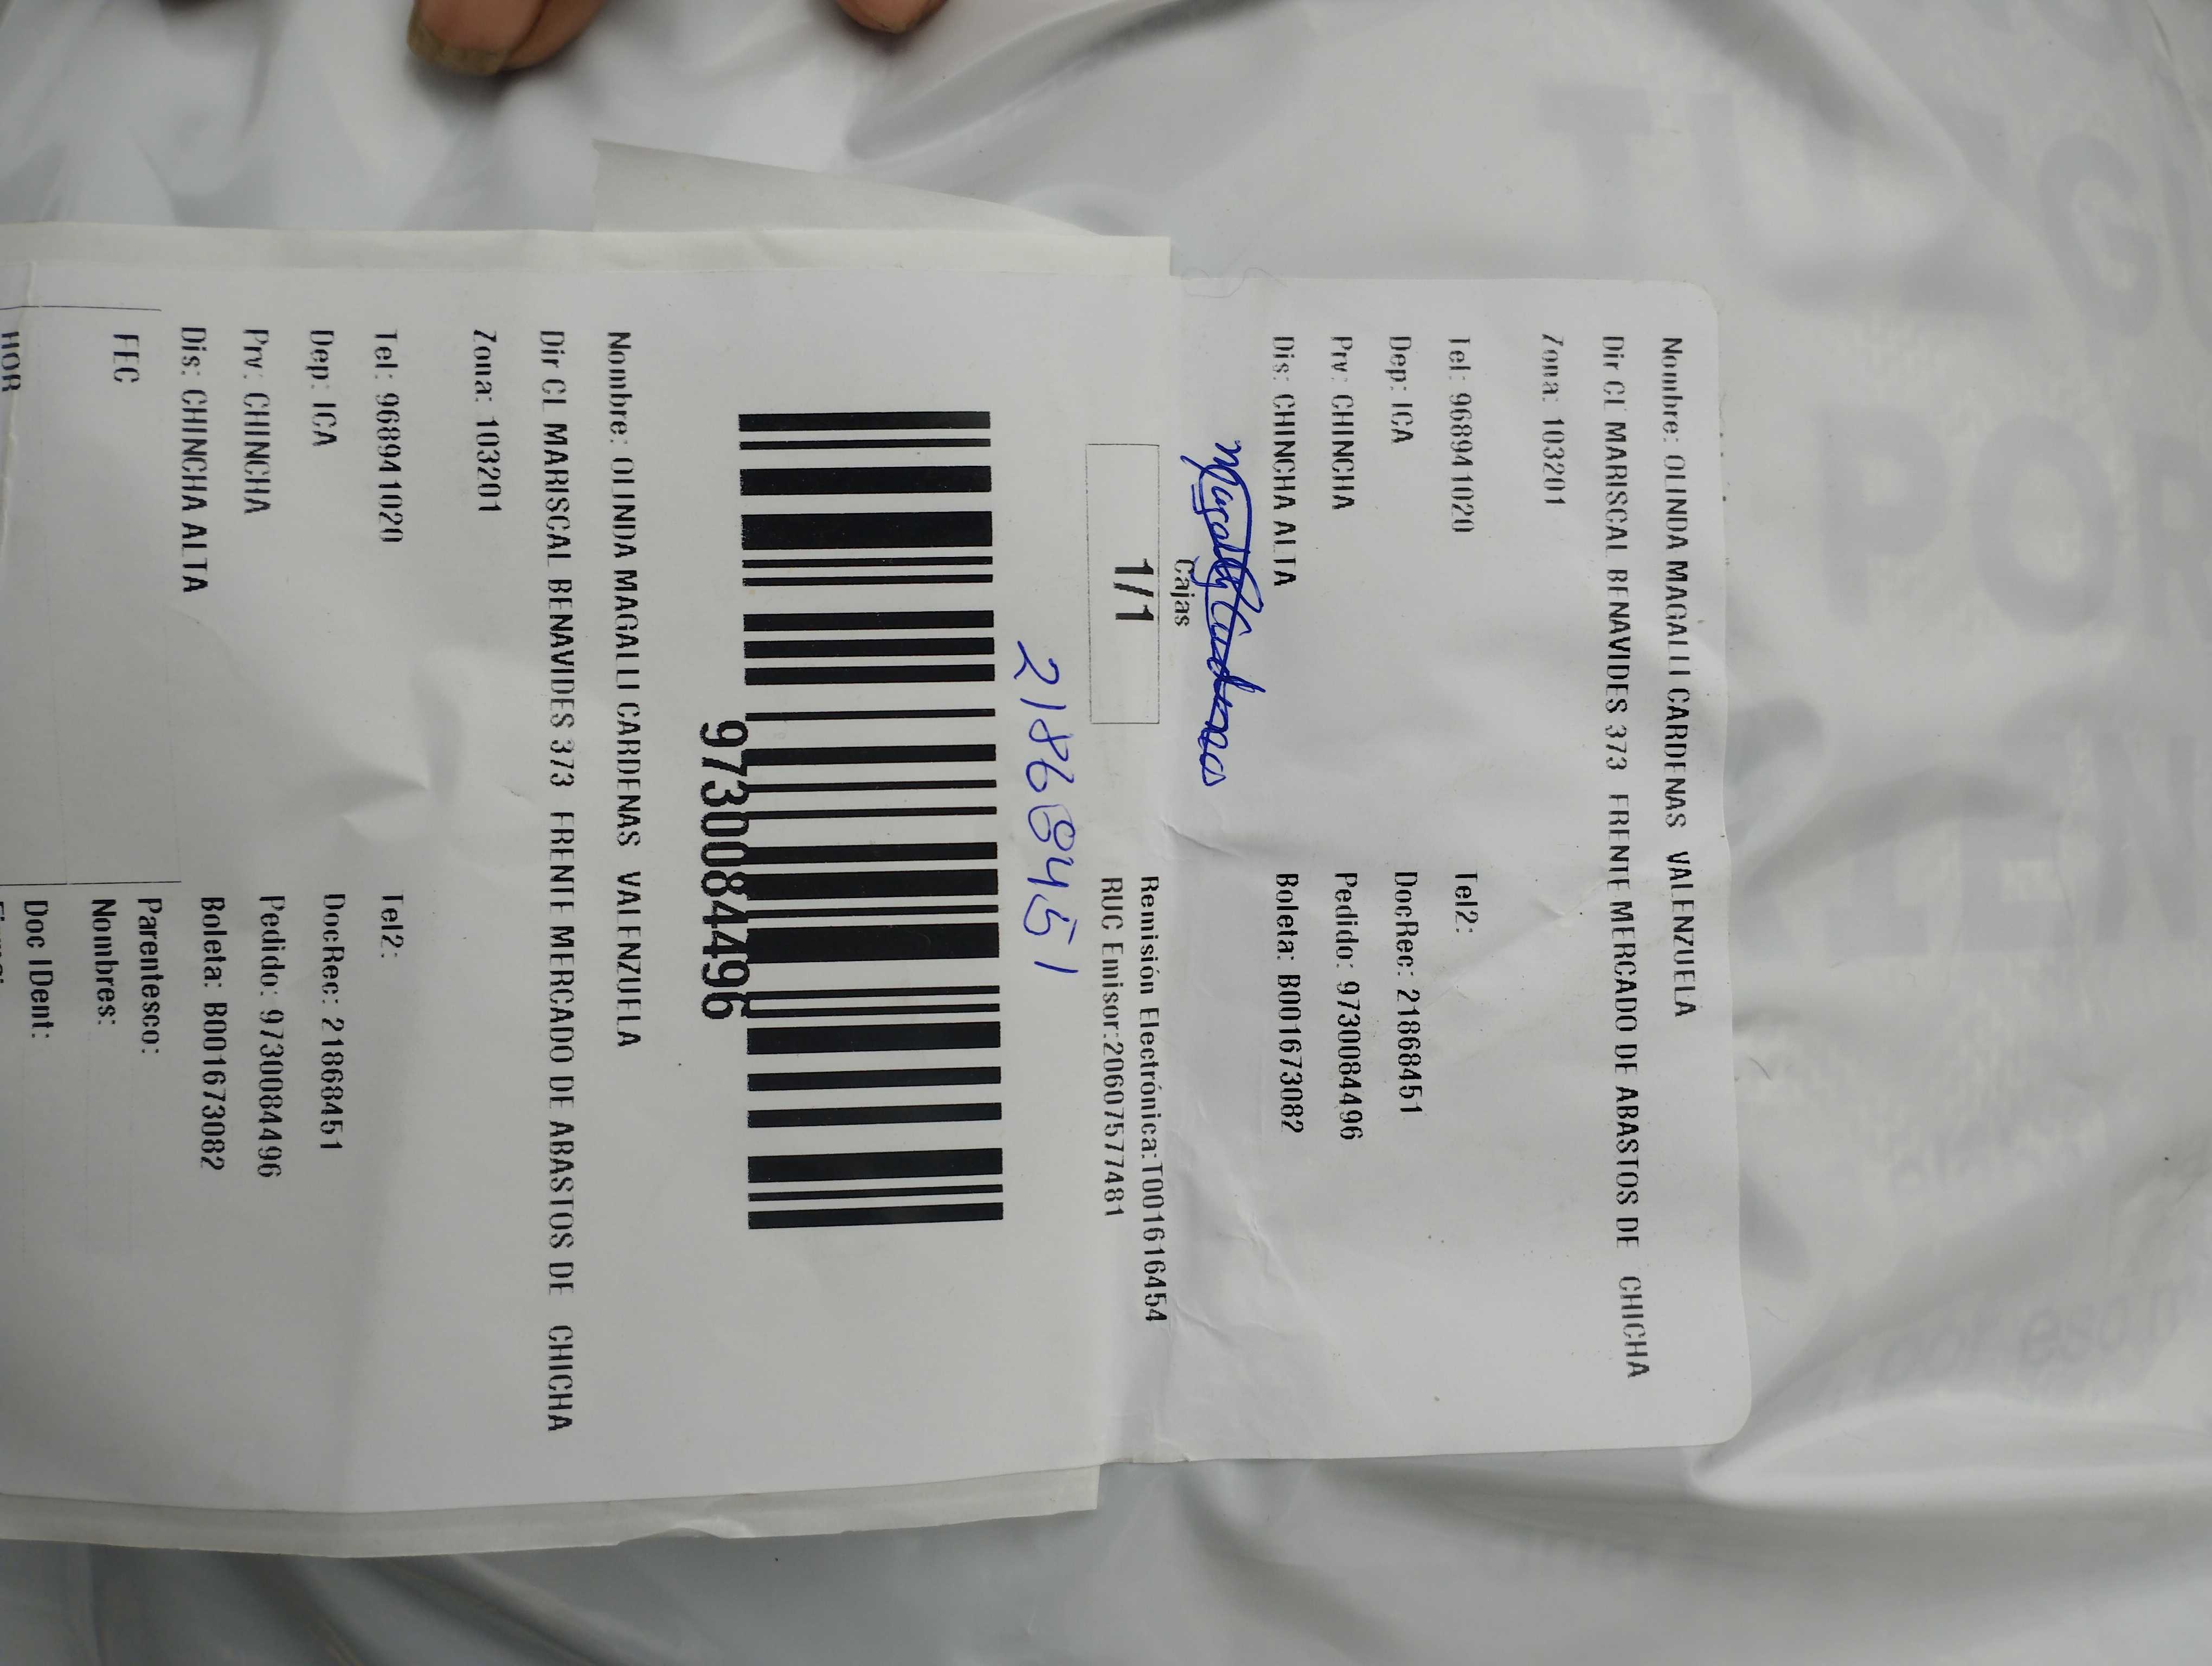 Nombre: OLINDA MAGALLI CARDENAS VALENZUELA
Dir CL MARISCAL BENAVIDES 373 FRENTE MERCADO DE ABASTOS DE CHICHA
Zona: 103201
Tel: 968941020 Tel2:
Dep: ICA DocRec: 21868451
Prv: CHINCHA Pedido: 9730084496
Dis: CHINCHA ALTA Boleta: B001673082
Magally Cardenas
Cajas
1/1
Remisión Electrónica:T001616454
RUC Emisor:20607577481
21868451
9730084496
Nombre: OLINDA MAGALLI CARDENAS VALENZUELA
Dir CL MARISCAL BENAVIDES 373 FRENTE MERCADO DE ABASTOS DE CHICHA
Zona: 103201
Tel: 968941020 Tel2:
Dep: ICA DocRec: 21868451
Prv: CHINCHA Pedido: 9730084496
Dis: CHINCHA ALTA Boleta: B001673082
FEC
Parentesco:
Nombres:
HOR
Doc IDent: